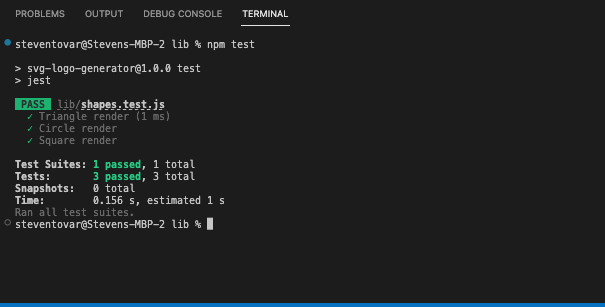 PROBLEMS OUTPUT DEBUG CONSOLE TERMINAL
steventovar@Stevens-MBP-2 lib % npm test
> svg-logo-generator@1.0.0 test
> jest
PASS lib/shapes.test.js
✓ Triangle render (1 ms)
✓ Circle render
✓ Square render
Test Suites: 1 passed, 1 total
Tests: 3 passed, 3 total
Snapshots: 0 total
Time: 0.156 s, estimated 1 s
Ran all test suites.
steventovar@Stevens-MBP-2 lib %